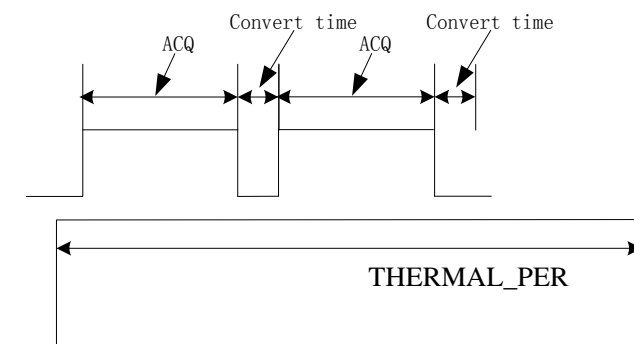 Convert time
Convert time
ACQ
ACQ
THERMAL_PER